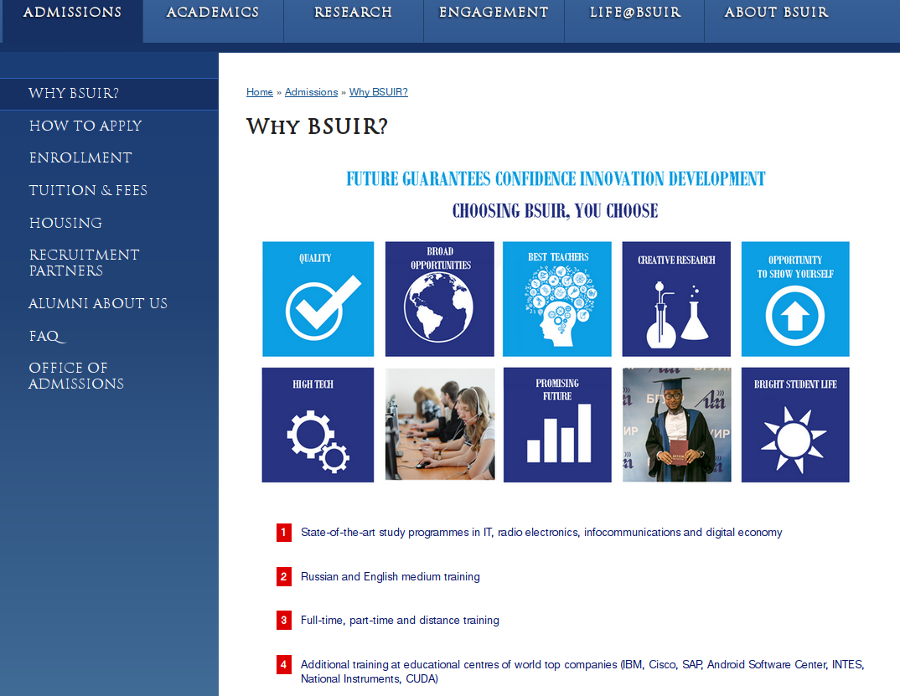 ADMISSIONS
ACADEMICS
RESEARCH
ENGAGEMENT
LIFE@BSUIR
ABOUT BSUIR
WHY BSUIR?
HOW TO APPLY
ENROLLMENT
TUITION & FEES
HOUSING
RECRUITMENT
PARTNERS
ALUMNI ABOUT US
FAQ
OFFICE OF
ADMISSIONS
Home » Admissions » Why BSUIR?
Why BSUIR?
FUTURE GUARANTEES CONFIDENCE INNOVATION DEVELOPMENT
CHOOSING BSUIR, YOU CHOOSE
QUALITY
BROAD
OPPORTUNITIES
BEST TEACHERS
CREATIVE RESEARCH
OPPORTUNITY
TO SHOW YOURSELF
HIGH TECH
PROMISING
FUTURE
BRIGHT STUDENT LIFE
1 State-of-the-art study programmes in IT, radio electronics, infocommunications and digital economy
2 Russian and English medium training
3 Full-time, part-time and distance training
4 Additional training at educational centres of world top companies (IBM, Cisco, SAP, Android Software Center, INTES,
National Instruments, CUDA)